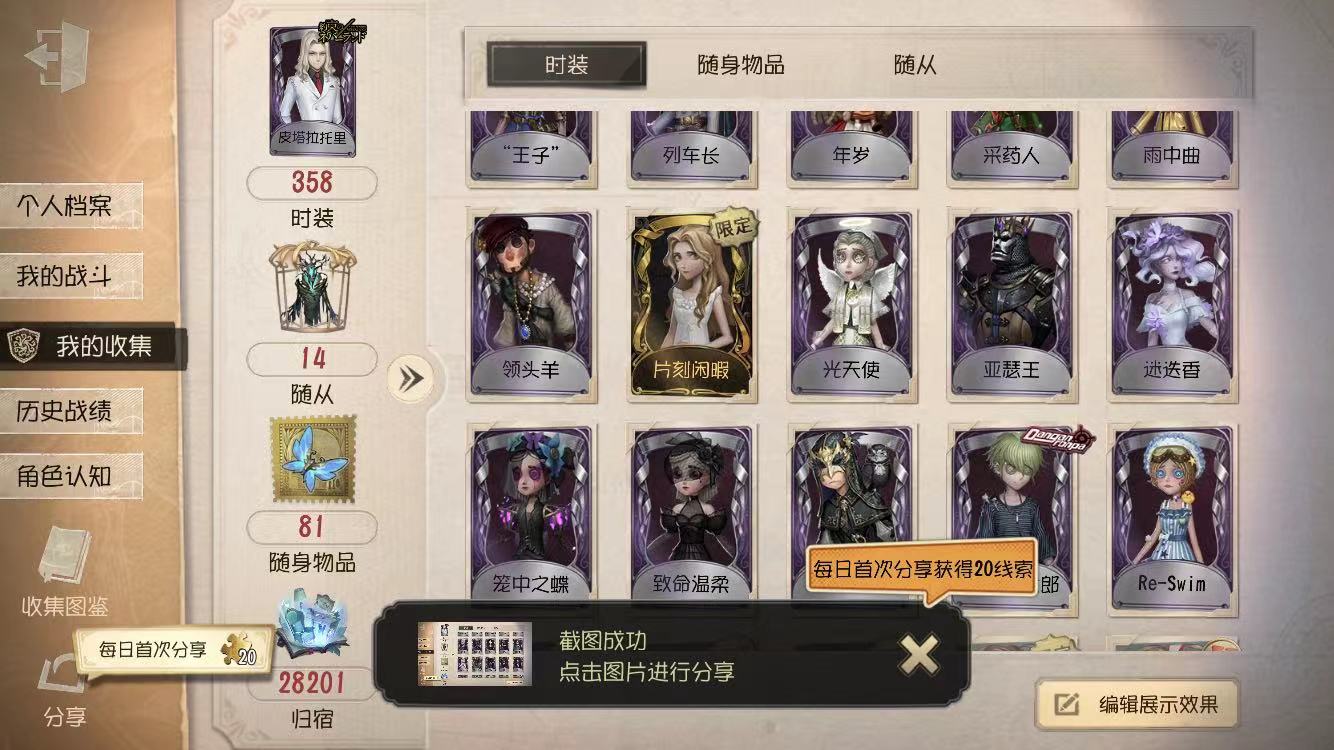 时装
随身物品
随从
皮塔拉托里
358
时装
14
随从
81
随身物品
28201
归宿
个人档案
我的战斗
我的收集
历史战绩
角色认知
收集图鉴
每日首次分享
20
分享
“王子”
列车长
年岁
采药人
雨中曲
领头羊
限定
片刻闲暇
光天使
亚瑟王
迷迭香
笼中之蝶
致命温柔
Danganronpa
郎
Re-Swim
每日首次分享获得20线索
截图成功
点击图片进行分享
编辑展示效果